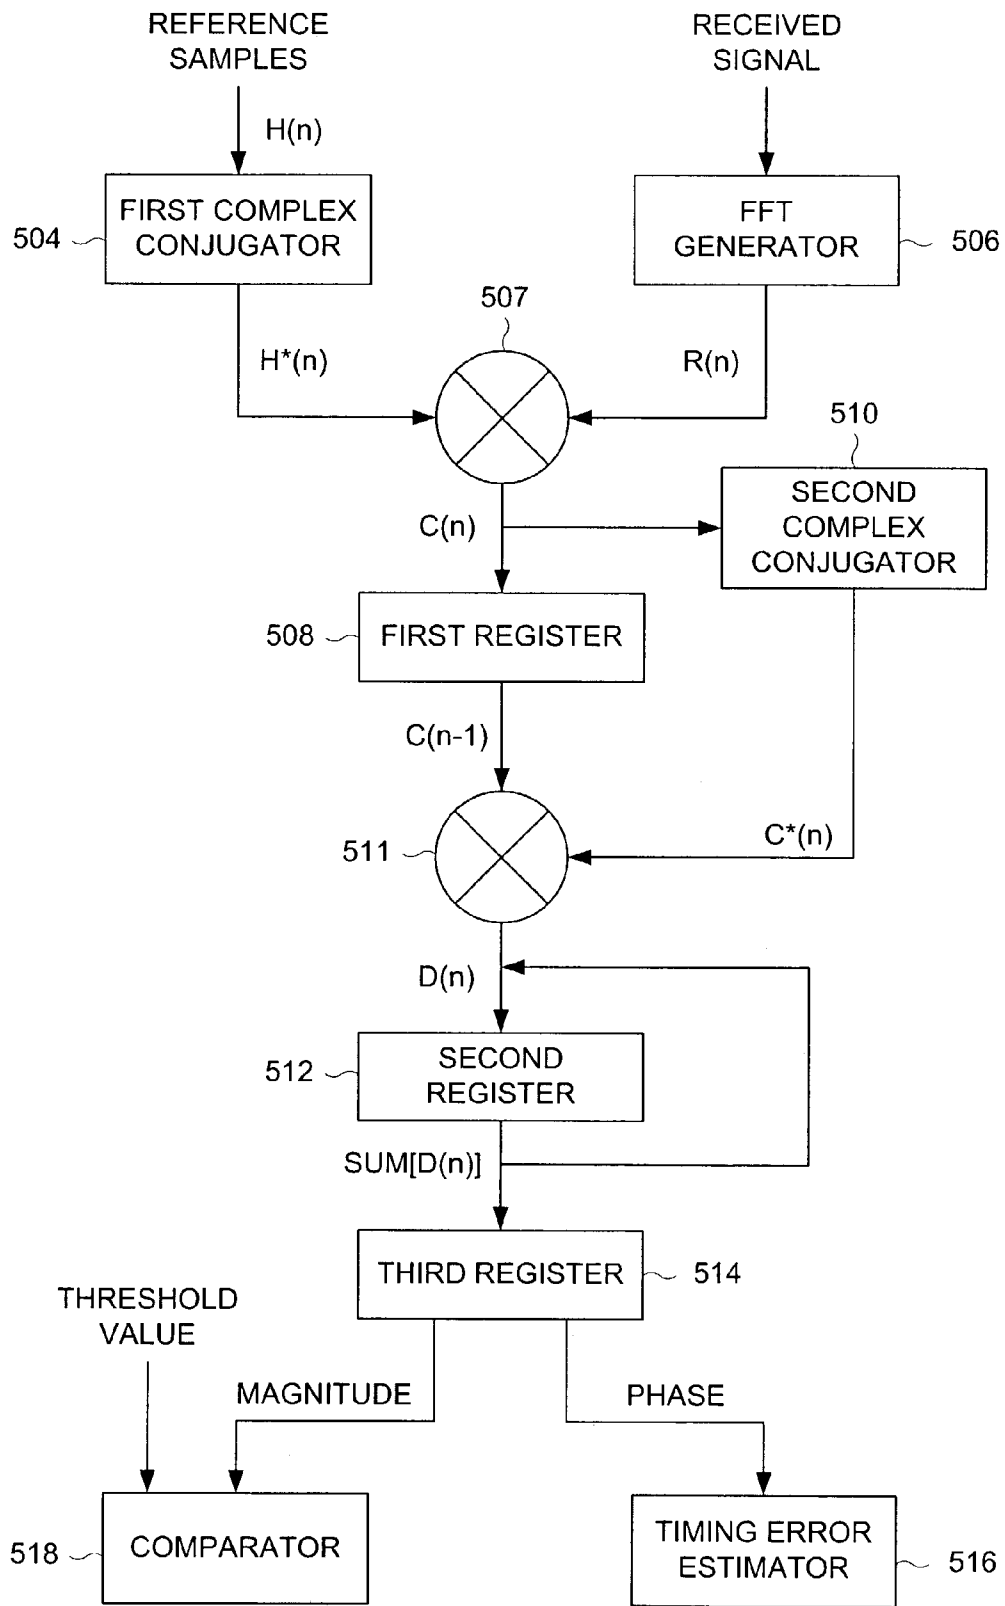 REFERENCE
SAMPLES
RECEIVED
SIGNAL
H(n)
FIRST COMPLEX
CONJUGATOR
504
FFT
GENERATOR
506
507
H*(n)
R(n)
510
SECOND
COMPLEX
CONJUGATOR
C(n)
508
FIRST REGISTER
C(n-1)
511
C*(n)
D(n)
512
SECOND
REGISTER
SUM[D(n)]
THIRD REGISTER
514
THRESHOLD
VALUE
MAGNITUDE
PHASE
518
COMPARATOR
TIMING ERROR
ESTIMATOR
516